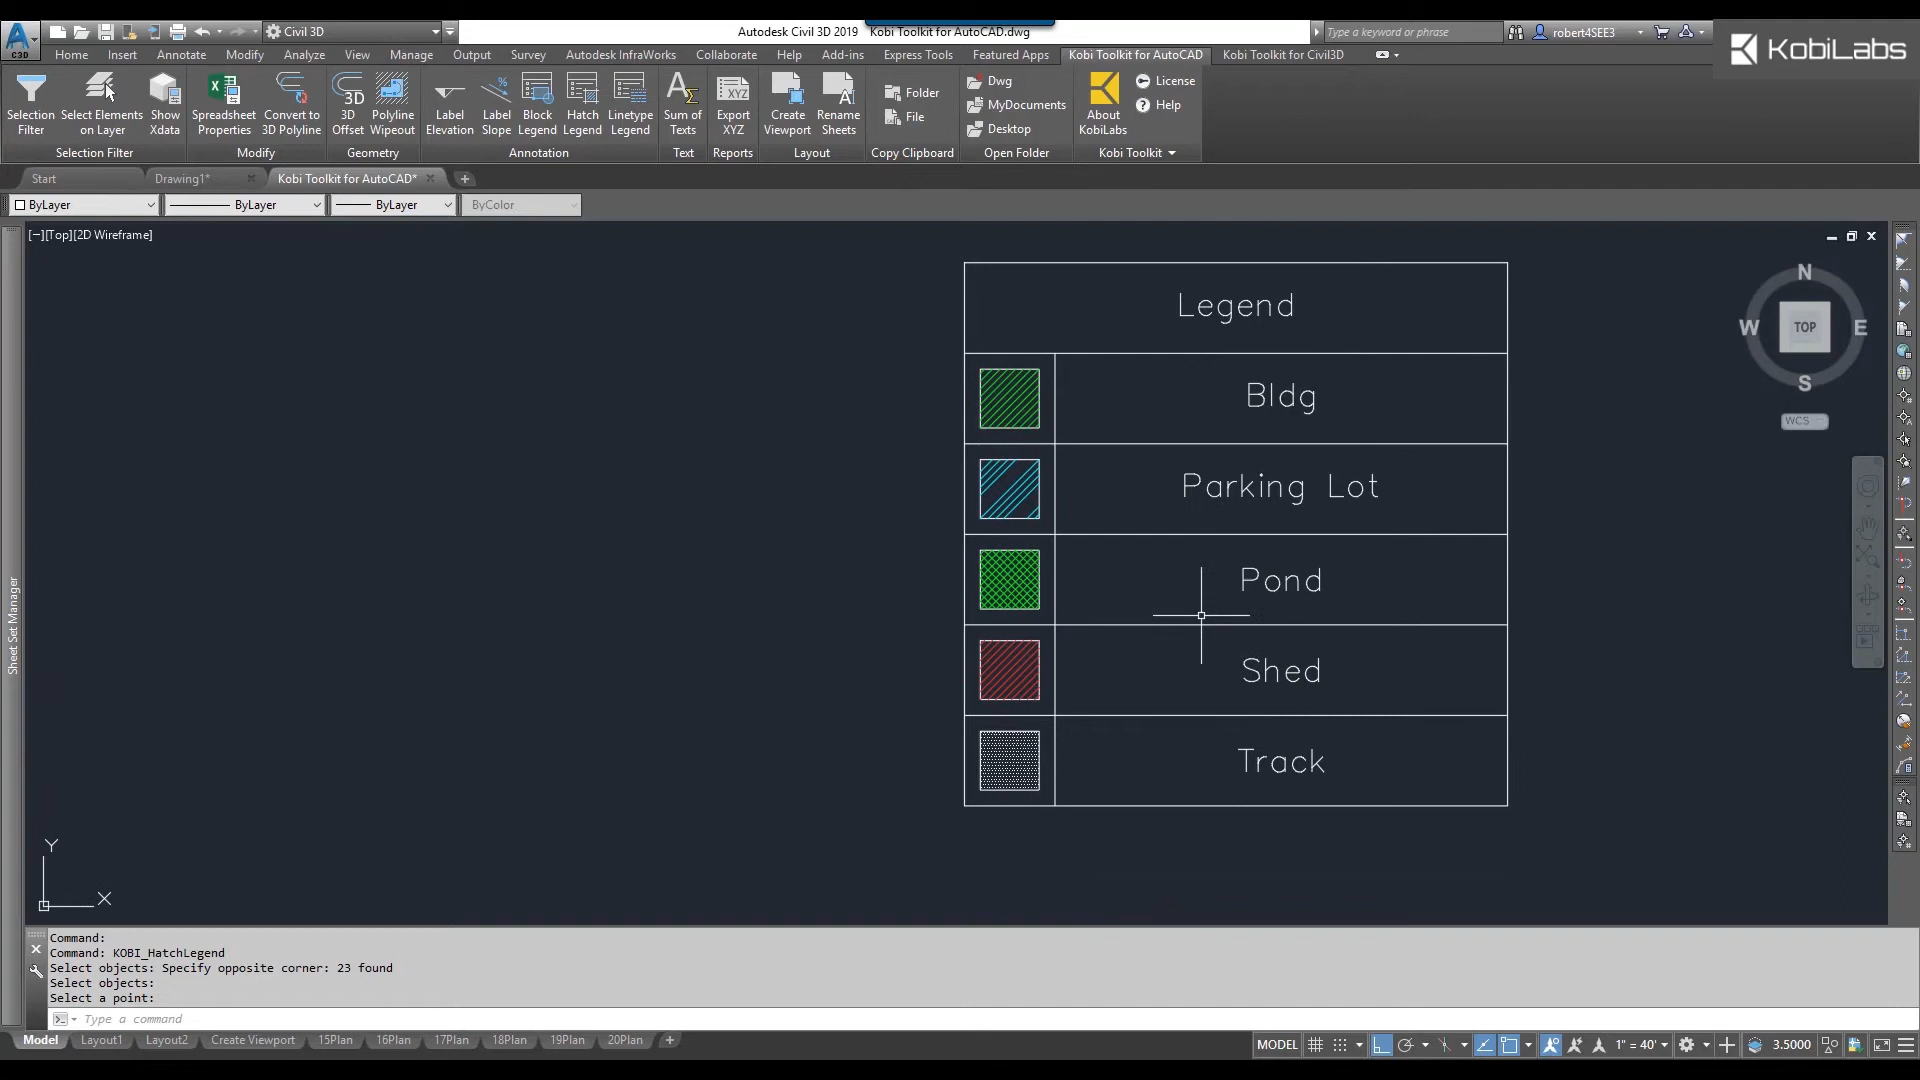 Civil 3D
Autodesk Civil 3D 2019 Kobi Toolkit for AutoCAD.dwg
Type a keyword or phrase
robert4SEE3
C3D
KobiLabs
Home Insert Annotate Modify Analyze View Manage Output Survey Autodesk InfraWorks Collaborate Help Add-ins Express Tools Featured Apps Kobi Toolkit for AutoCAD Kobi Toolkit for Civil3D
Selection Filter
Select Elements on Layer
Show Xdata
Spreadsheet Properties
Convert to 3D Polyline
3D Offset
Polyline Wipeout
Label Elevation
Label Slope
Block Legend
Hatch Legend
Linetype Legend
Sum of Texts
XYZ
Export XYZ
Create Viewport
Rename Sheets
Folder
File
Dwg
MyDocuments
Desktop
About KobiLabs
License
Help
Selection Filter Modify Geometry Annotation Text Reports Layout Copy Clipboard Open Folder Kobi Toolkit
Start Drawing1* Kobi Toolkit for AutoCAD*
ByLayer ByLayer ByLayer ByColor
[−][Top][2D Wireframe]
Sheet Set Manager
N
W TOP E
S
WCS
Legend
Bldg
Parking Lot
Pond
Shed
Track
Y
X
Command:
Command: KOBI_HatchLegend
Select objects: Specify opposite corner: 23 found
Select objects:
Select a point:
Type a command
Model Layout1 Layout2 Create Viewport 15Plan 16Plan 17Plan 18Plan 19Plan 20Plan
MODEL 1" = 40' 3.5000